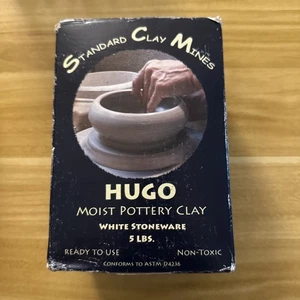 STANDARD CLAY MINES
HUGO
MOIST POTTERY CLAY
WHITE STONEWARE
5 LBS.
READY TO USE NON-TOXIC
CONFORMS TO ASTM D4236